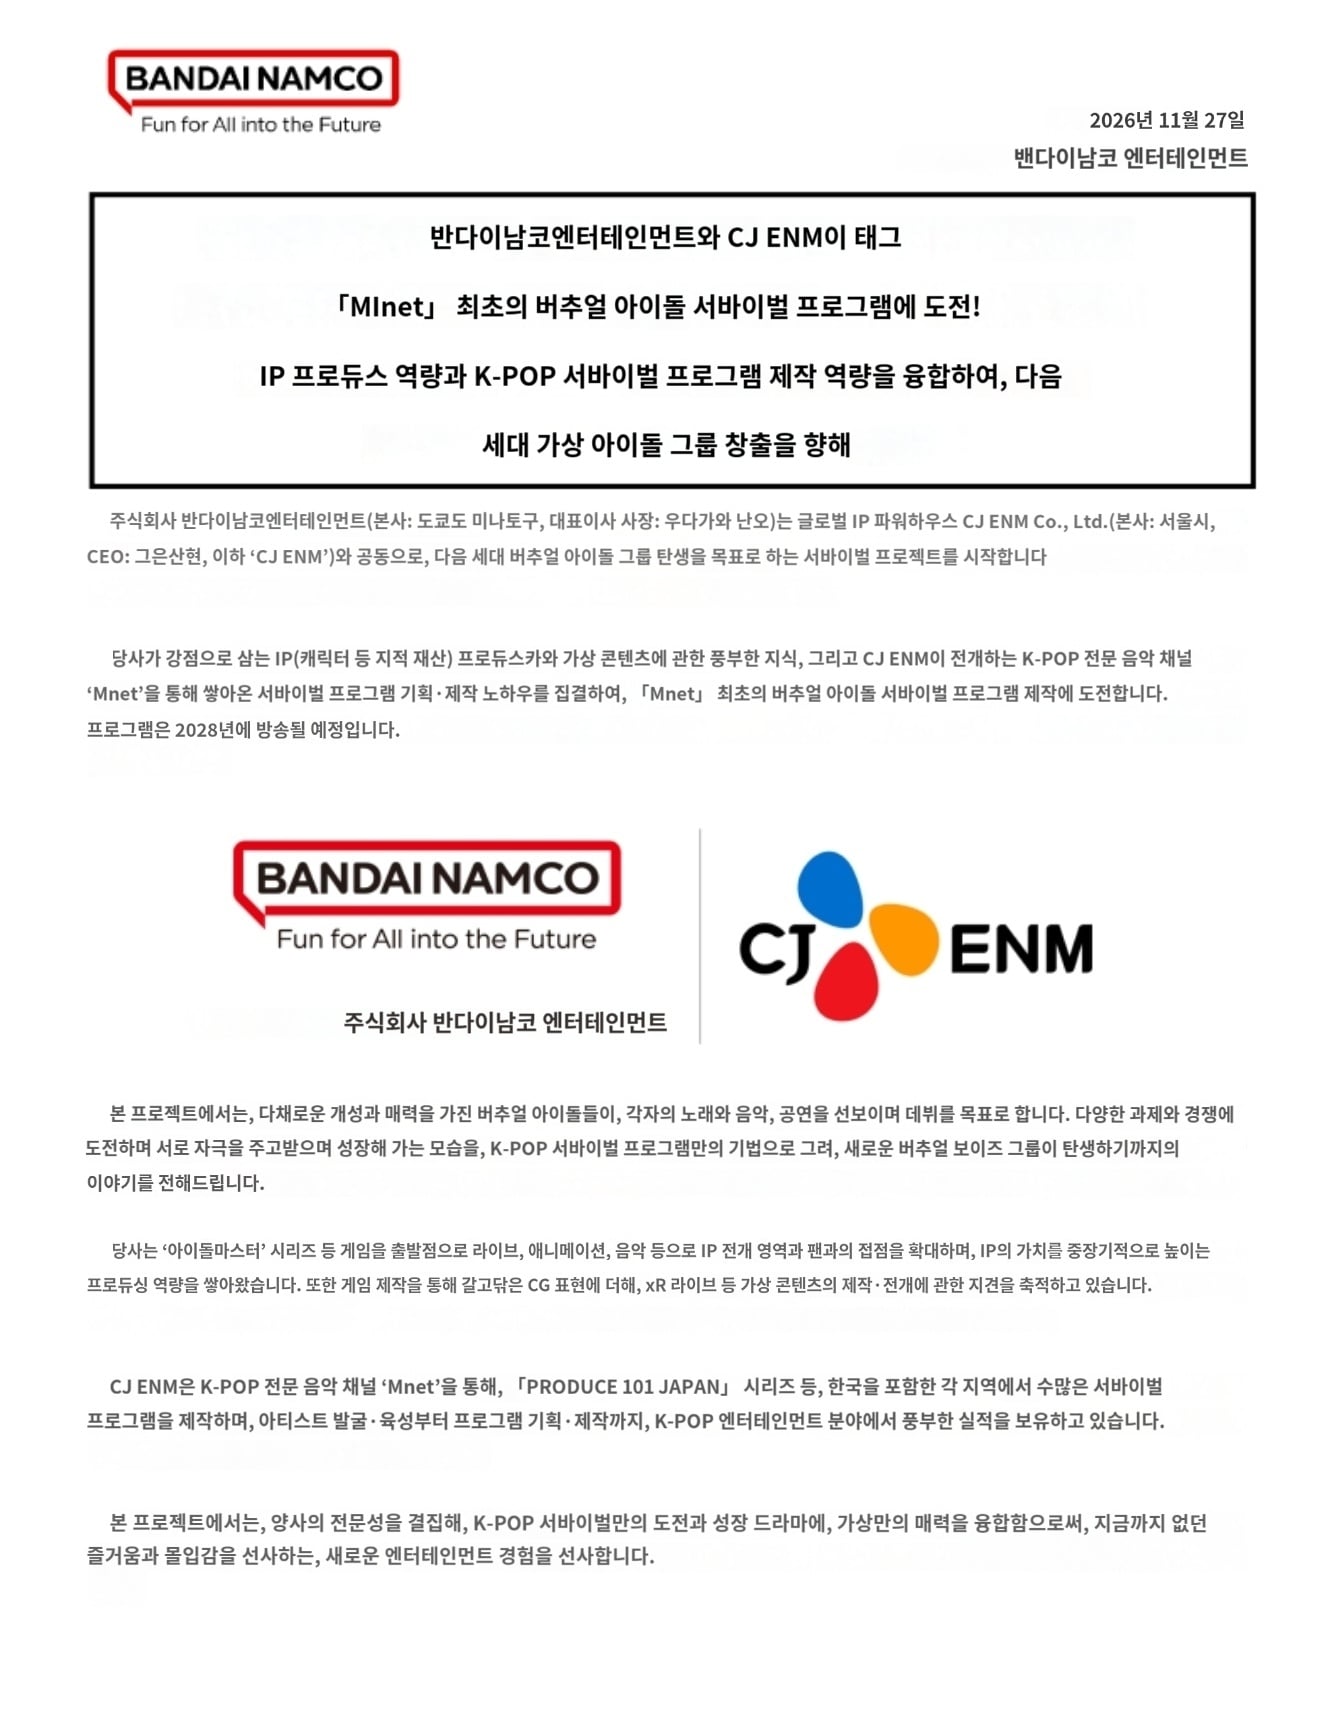 BANDAI NAMCO
Fun for All into the Future
2026년 11월 27일
밴다이남코 엔터테인먼트
반다이남코엔터테인먼트와 CJ ENM이 태그
「MInet」 최초의 버추얼 아이돌 서바이벌 프로그램에 도전!
IP 프로듀스 역량과 K-POP 서바이벌 프로그램 제작 역량을 융합하여, 다음
세대 가상 아이돌 그룹 창출을 향해
주식회사 반다이남코엔터테인먼트(본사: 도쿄도 미나토구, 대표이사 사장: 우다가와 난오)는 글로벌 IP 파워하우스 CJ ENM Co., Ltd.(본사: 서울시,
CEO: 그은산현, 이하 ‘CJ ENM’)와 공동으로, 다음 세대 버추얼 아이돌 그룹 탄생을 목표로 하는 서바이벌 프로젝트를 시작합니다
당사가 강점으로 삼는 IP(캐릭터 등 지적 재산) 프로듀스카와 가상 콘텐츠에 관한 풍부한 지식, 그리고 CJ ENM이 전개하는 K-POP 전문 음악 채널
‘Mnet’을 통해 쌓아온 서바이벌 프로그램 기획·제작 노하우를 집결하여, 「Mnet」 최초의 버추얼 아이돌 서바이벌 프로그램 제작에 도전합니다.
프로그램은 2028년에 방송될 예정입니다.
BANDAI NAMCO
Fun for All into the Future
주식회사 반다이남코 엔터테인먼트
CJ ENM
본 프로젝트에서는, 다채로운 개성과 매력을 가진 버추얼 아이돌들이, 각자의 노래와 음악, 공연을 선보이며 데뷔를 목표로 합니다. 다양한 과제와 경쟁에
도전하며 서로 자극을 주고받으며 성장해 가는 모습을, K-POP 서바이벌 프로그램만의 기법으로 그려, 새로운 버추얼 보이즈 그룹이 탄생하기까지의
이야기를 전해드립니다.
당사는 ‘아이돌마스터’ 시리즈 등 게임을 출발점으로 라이브, 애니메이션, 음악 등으로 IP 전개 영역과 팬과의 접점을 확대하며, IP의 가치를 중장기적으로 높이는
프로듀싱 역량을 쌓아왔습니다. 또한 게임 제작을 통해 갈고닦은 CG 표현에 더해, xR 라이브 등 가상 콘텐츠의 제작·전개에 관한 지견을 축적하고 있습니다.
CJ ENM은 K-POP 전문 음악 채널 ‘Mnet’을 통해, 「PRODUCE 101 JAPAN」 시리즈 등, 한국을 포함한 각 지역에서 수많은 서바이벌
프로그램을 제작하며, 아티스트 발굴·육성부터 프로그램 기획·제작까지, K-POP 엔터테인먼트 분야에서 풍부한 실적을 보유하고 있습니다.
본 프로젝트에서는, 양사의 전문성을 결집해, K-POP 서바이벌만의 도전과 성장 드라마에, 가상만의 매력을 융합함으로써, 지금까지 없던
즐거움과 몰입감을 선사하는, 새로운 엔터테인먼트 경험을 선사합니다.